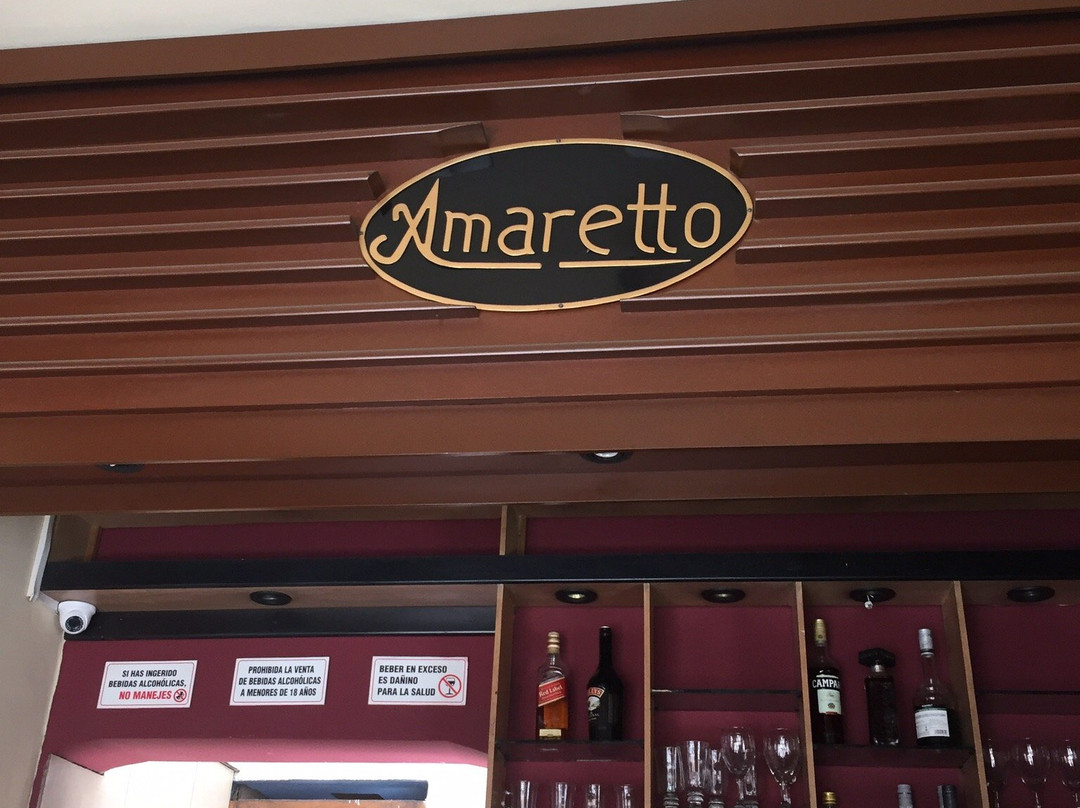 Amaretto
SI HAS INGERIDO
BEBIDAS ALCOHÓLICAS,
NO MANEJES
PROHIBIDA LA VENTA
DE BEBIDAS ALCOHÓLICAS
A MENORES DE 18 AÑOS
BEBER EN EXCESO
ES DAÑINO
PARA LA SALUD
Red Label
BAILEYS
CAMPARI